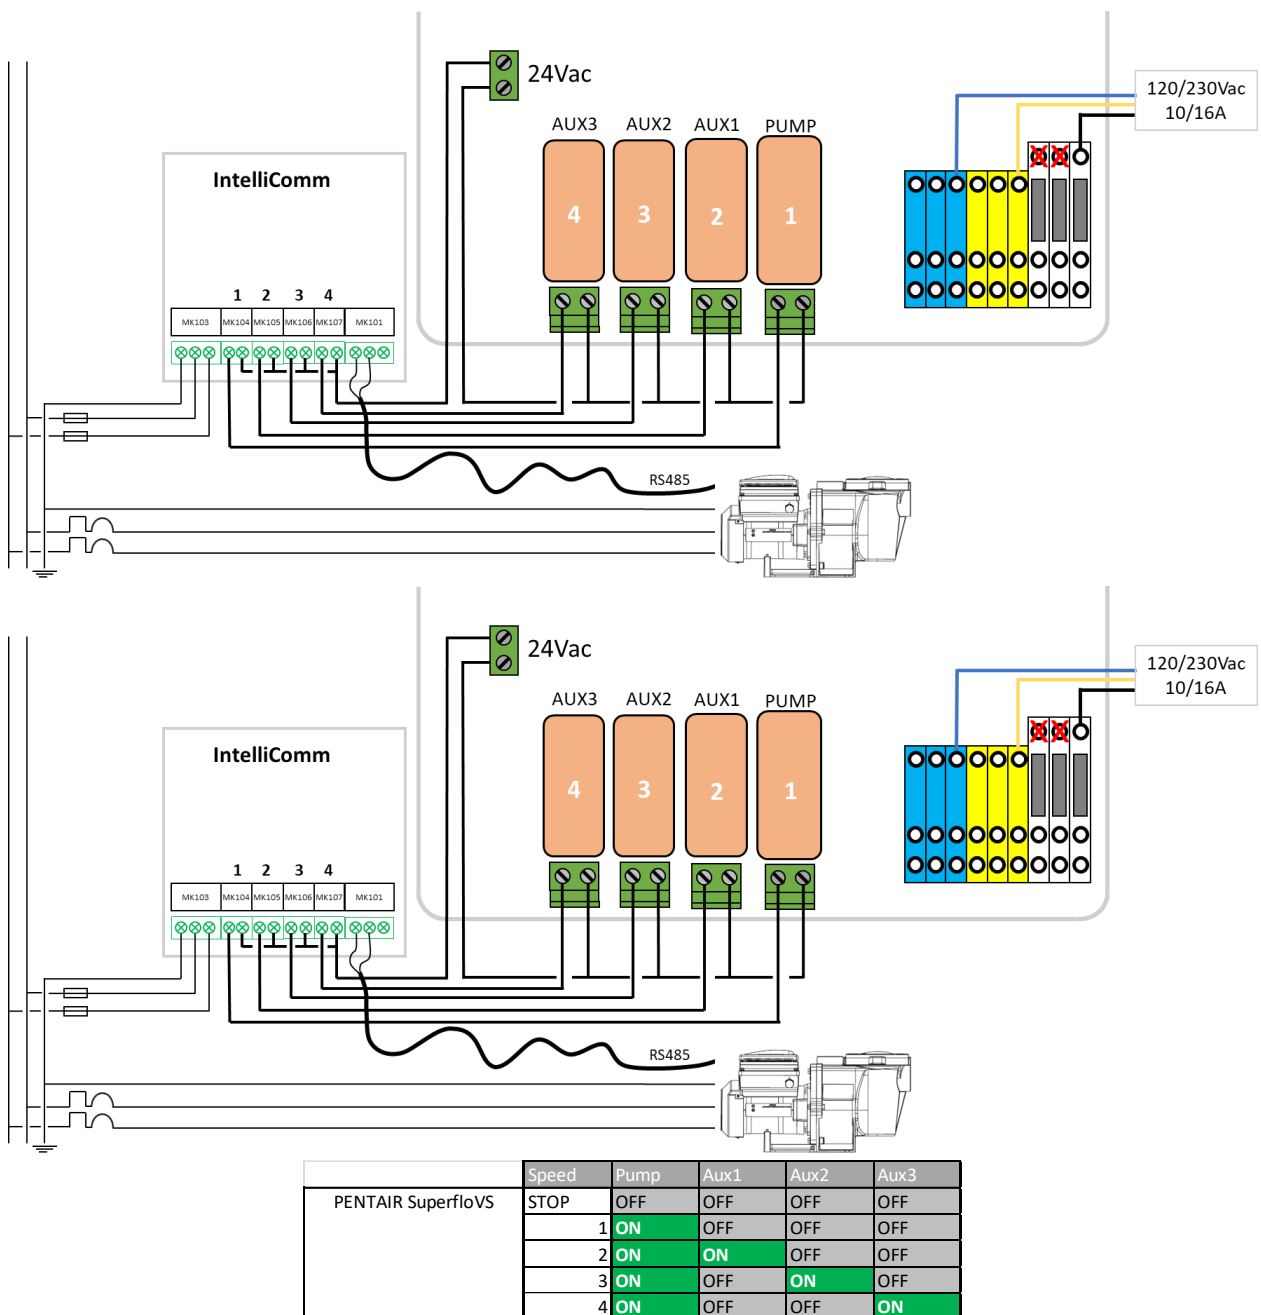 24Vac
120/230Vac
10/16A
AUX3 AUX2 AUX1 PUMP
IntelliComm
4 3 2 1
1 2 3 4
MK103 MK104 MK105 MK106 MK107 MK101
RS485
24Vac
120/230Vac
10/16A
AUX3 AUX2 AUX1 PUMP
IntelliComm
4 3 2 1
1 2 3 4
MK103 MK104 MK105 MK106 MK107 MK101
RS485
Speed Pump Aux1 Aux2 Aux3
PENTAIR SuperfloVS STOP OFF OFF OFF OFF
1 ON OFF OFF OFF
2 ON ON OFF OFF
3 ON OFF ON OFF
4 ON OFF OFF ON